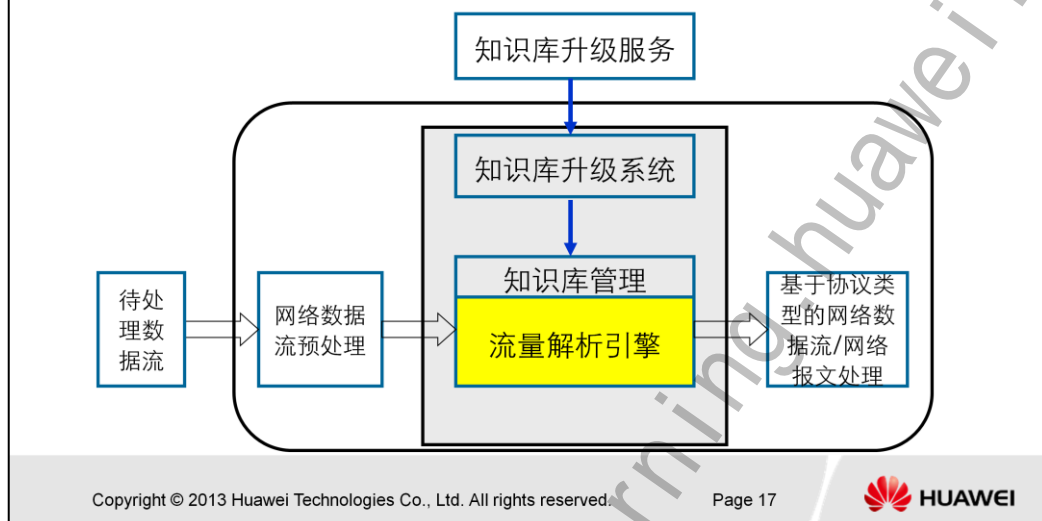 知识库升级服务
知识库升级系统
知识库管理
流量解析引擎
待处
理数
据流
网络数据
流预处理
基于协议类
型的网络数
据流/网络
报文处理
rning.huawei
Copyright © 2013 Huawei Technologies Co., Ltd. All rights reserved.
Page 17
HUAWEI